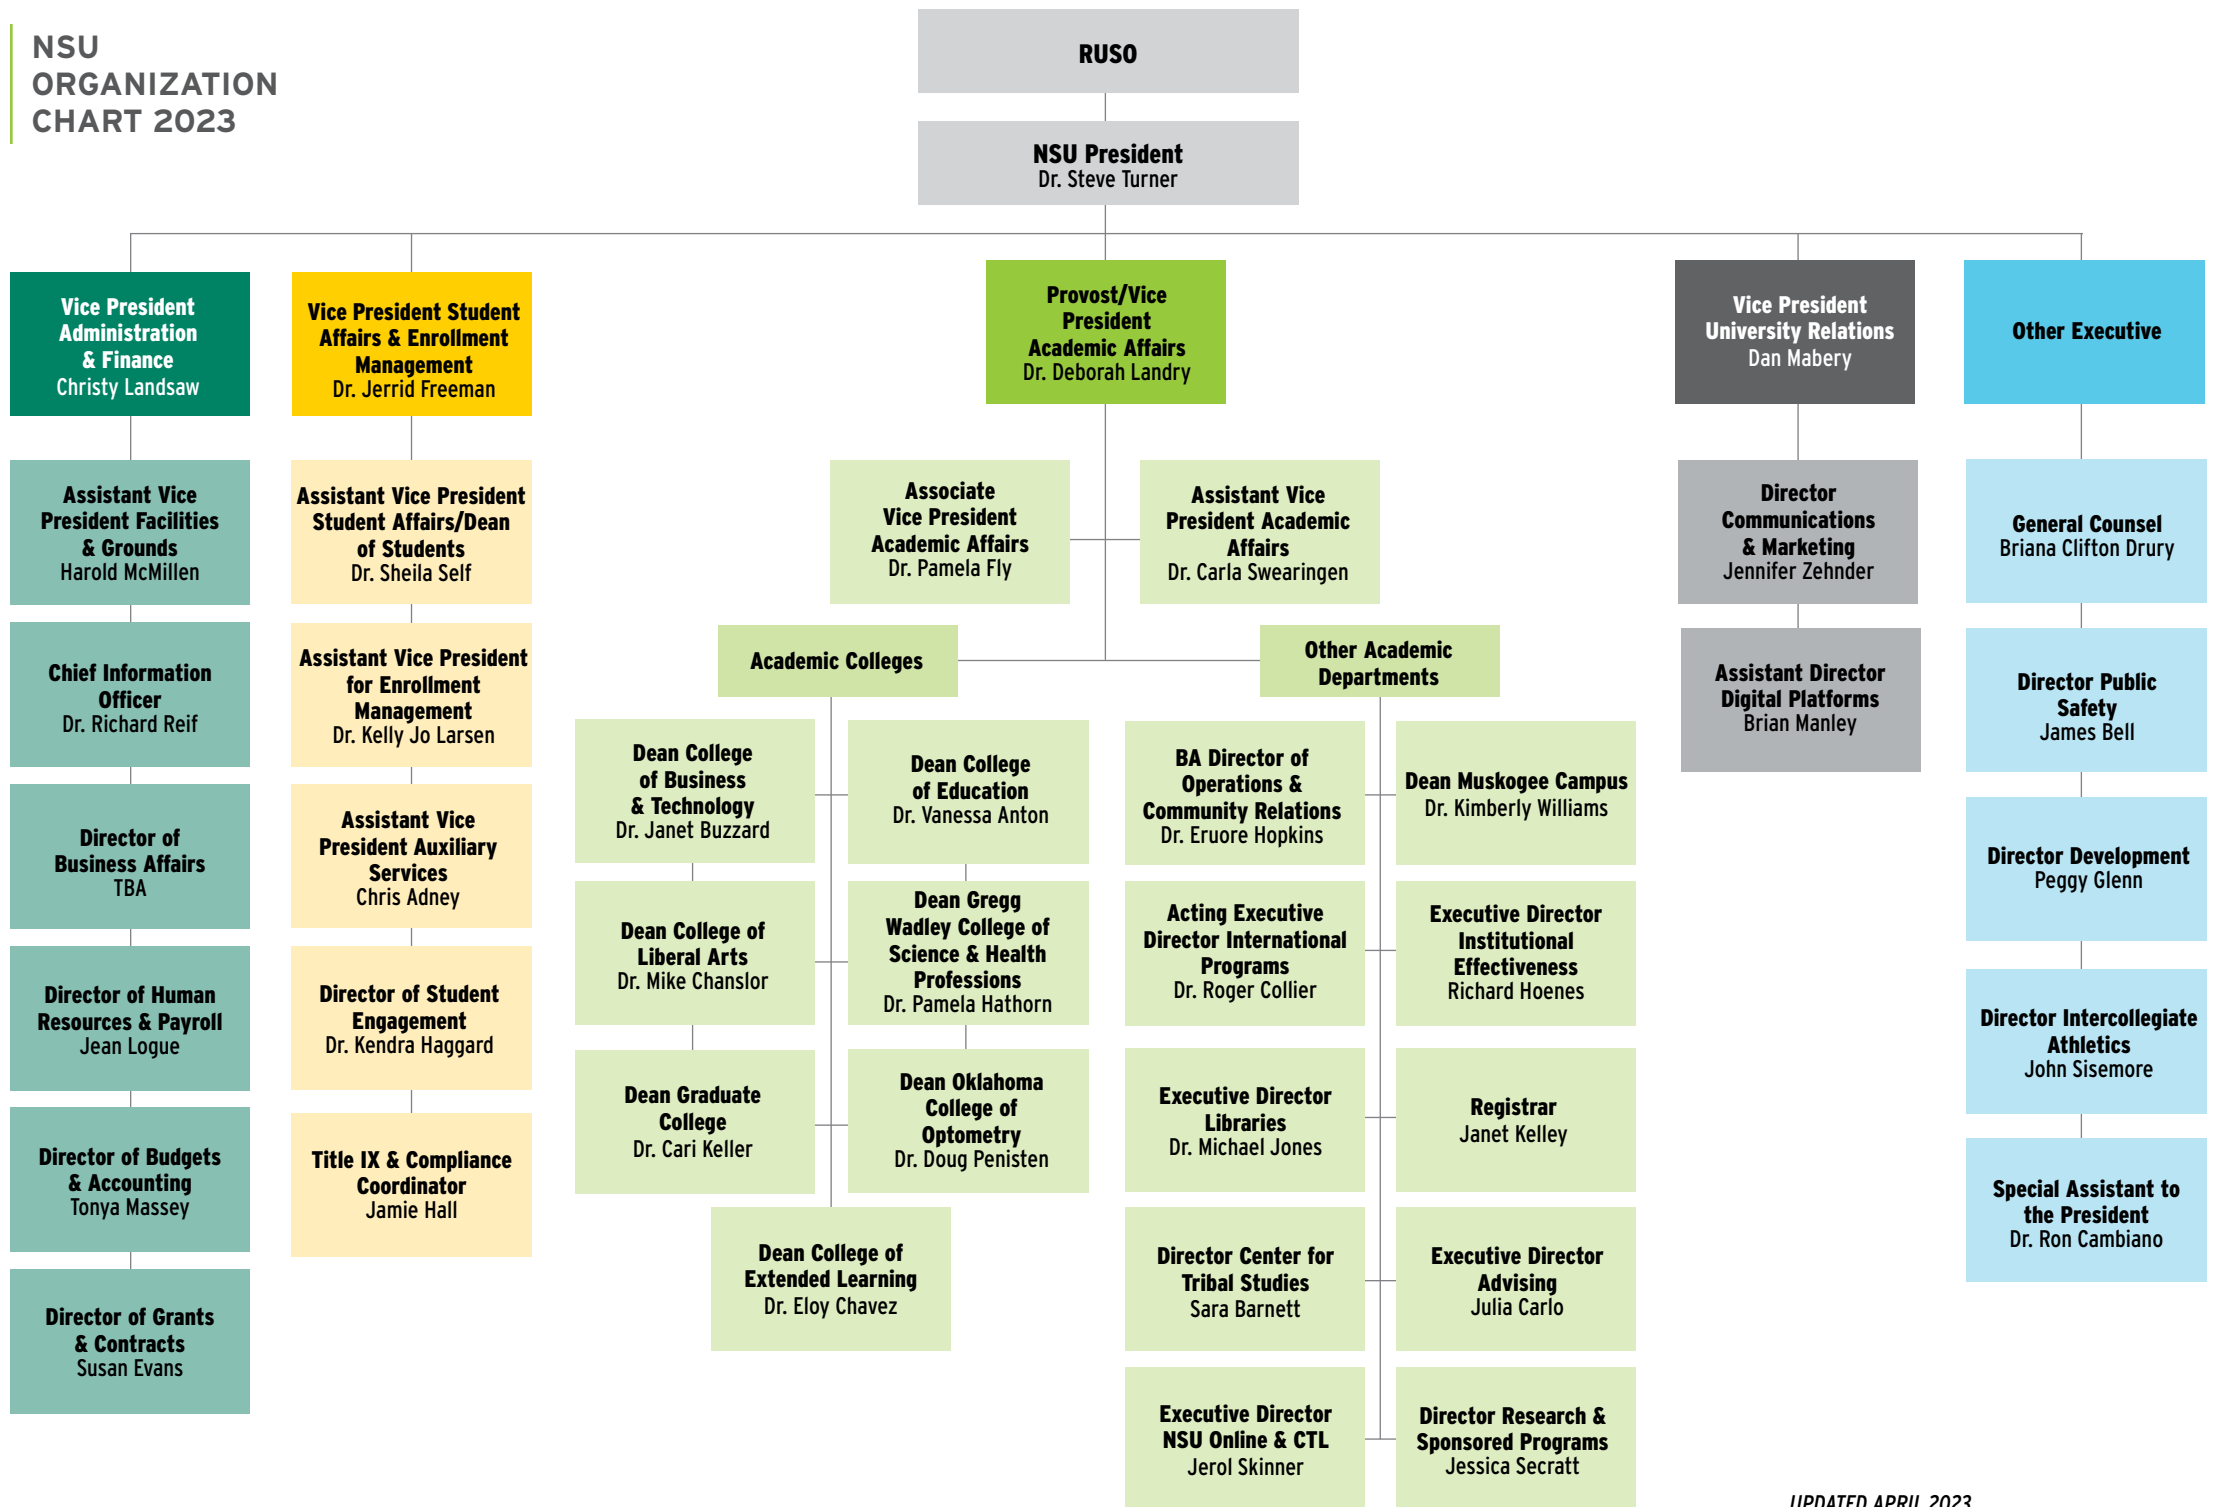 NSU
ORGANIZATION
CHART 2023
RUSO
NSU President
Dr. Steve Turner
Vice President
Administration
& Finance
Christy Landsaw
Assistant Vice
President Facilities
& Grounds
Harold McMillen
Chief Information
Officer
Dr. Richard Reif
Director of
Business Affairs
TBA
Director of Human
Resources & Payroll
Jean Logue
Director of Budgets
& Accounting
Tonya Massey
Director of Grants
& Contracts
Susan Evans
Vice President Student
Affairs & Enrollment
Management
Dr. Jerrid Freeman
Assistant Vice President
Student Affairs/Dean
of Students
Dr. Sheila Self
Assistant Vice President
for Enrollment
Management
Dr. Kelly Jo Larsen
Assistant Vice
President Auxiliary
Services
Chris Adney
Director of Student
Engagement
Dr. Kendra Haggard
Title IX & Compliance
Coordinator
Jamie Hall
Provost/Vice
President
Academic Affairs
Dr. Deborah Landry
Associate
Vice President
Academic Affairs
Dr. Pamela Fly
Assistant Vice
President Academic
Affairs
Dr. Carla Swearingen
Academic Colleges
Dean College
of Business
& Technology
Dr. Janet Buzzard
Dean College
of Education
Dr. Vanessa Anton
Dean College of
Liberal Arts
Dr. Mike Chanslor
Dean Gregg
Wadley College of
Science & Health
Professions
Dr. Pamela Hathorn
Dean Graduate
College
Dr. Cari Keller
Dean Oklahoma
College of
Optometry
Dr. Doug Penisten
Dean College of
Extended Learning
Dr. Eloy Chavez
Other Academic
Departments
BA Director of
Operations &
Community Relations
Dr. Eruore Hopkins
Dean Muskogee Campus
Dr. Kimberly Williams
Acting Executive
Director International
Programs
Dr. Roger Collier
Executive Director
Institutional
Effectiveness
Richard Hoenes
Executive Director
Libraries
Dr. Michael Jones
Registrar
Janet Kelley
Director Center for
Tribal Studies
Sara Barnett
Executive Director
Advising
Julia Carlo
Executive Director
NSU Online & CTL
Jerol Skinner
Director Research &
Sponsored Programs
Jessica Secratt
Vice President
University Relations
Dan Mabery
Director
Communications
& Marketing
Jennifer Zehnder
Assistant Director
Digital Platforms
Brian Manley
Other Executive
General Counsel
Briana Clifton Drury
Director Public
Safety
James Bell
Director Development
Peggy Glenn
Director Intercollegiate
Athletics
John Sisemore
Special Assistant to
the President
Dr. Ron Cambiano
UPDATED APRIL 2023